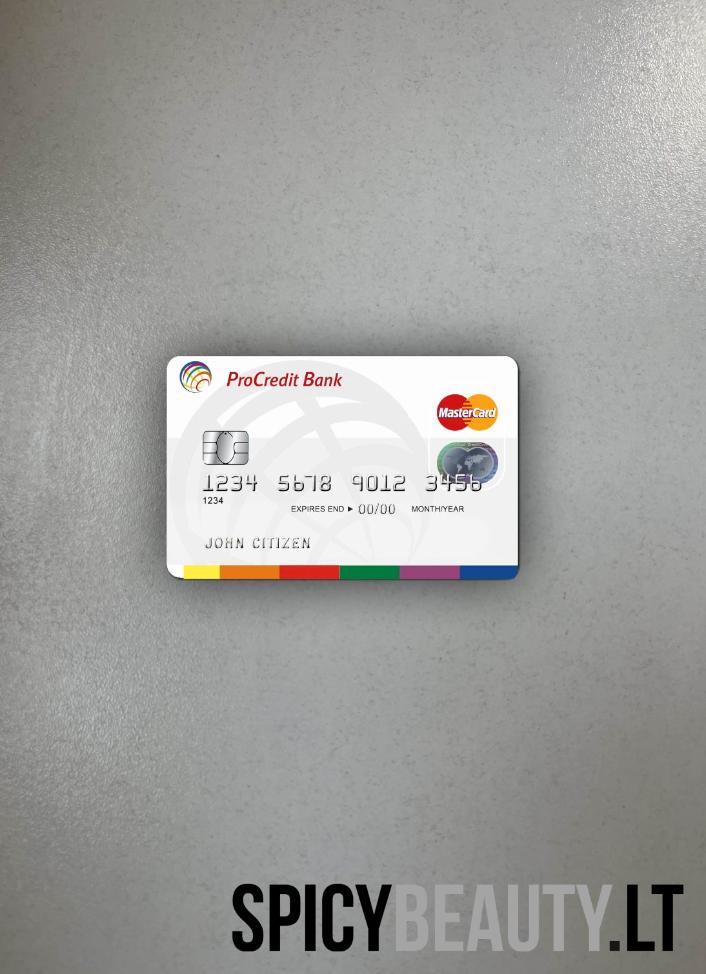 ProCredit Bank
MasterCard
1234 5678 9012 3456
1234
EXPIRES END ▶ 00/00 MONTH/YEAR
JOHN CITIZEN
SPICYBEAUTY.LT